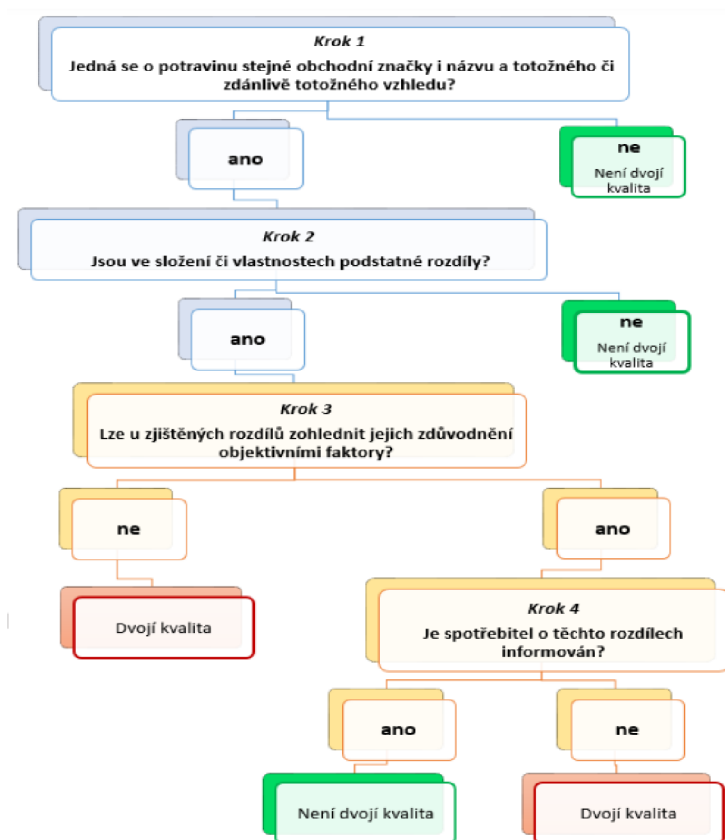 Krok 1
Jedná se o potravinu stejné obchodní značky i názvu a totožného či
zdánlivě totožného vzhledu?
ano
ne
Není dvojí
kvalita
Krok 2
Jsou ve složení či vlastnostech podstatné rozdíly?
ano
ne
Není dvojí
kvalita
Krok 3
Lze u zjištěných rozdílů zohlednit jejich zdůvodnění
objektivními faktory?
ne
ano
Dvojí kvalita
Krok 4
Je spotřebitel o těchto rozdílech
informován?
ano
ne
Není dvojí kvalita
Dvojí kvalita